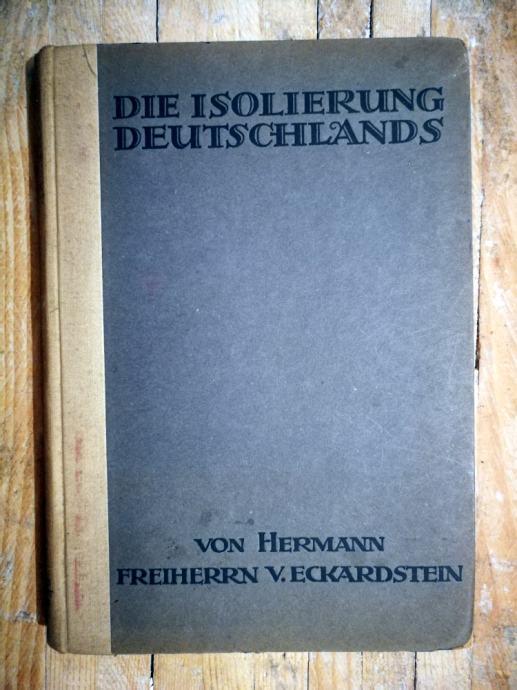 DIE ISOLIERUNG
DEUTSCHLANDS
VON HERMANN
FREIHERRN V. ECKARDSTEIN